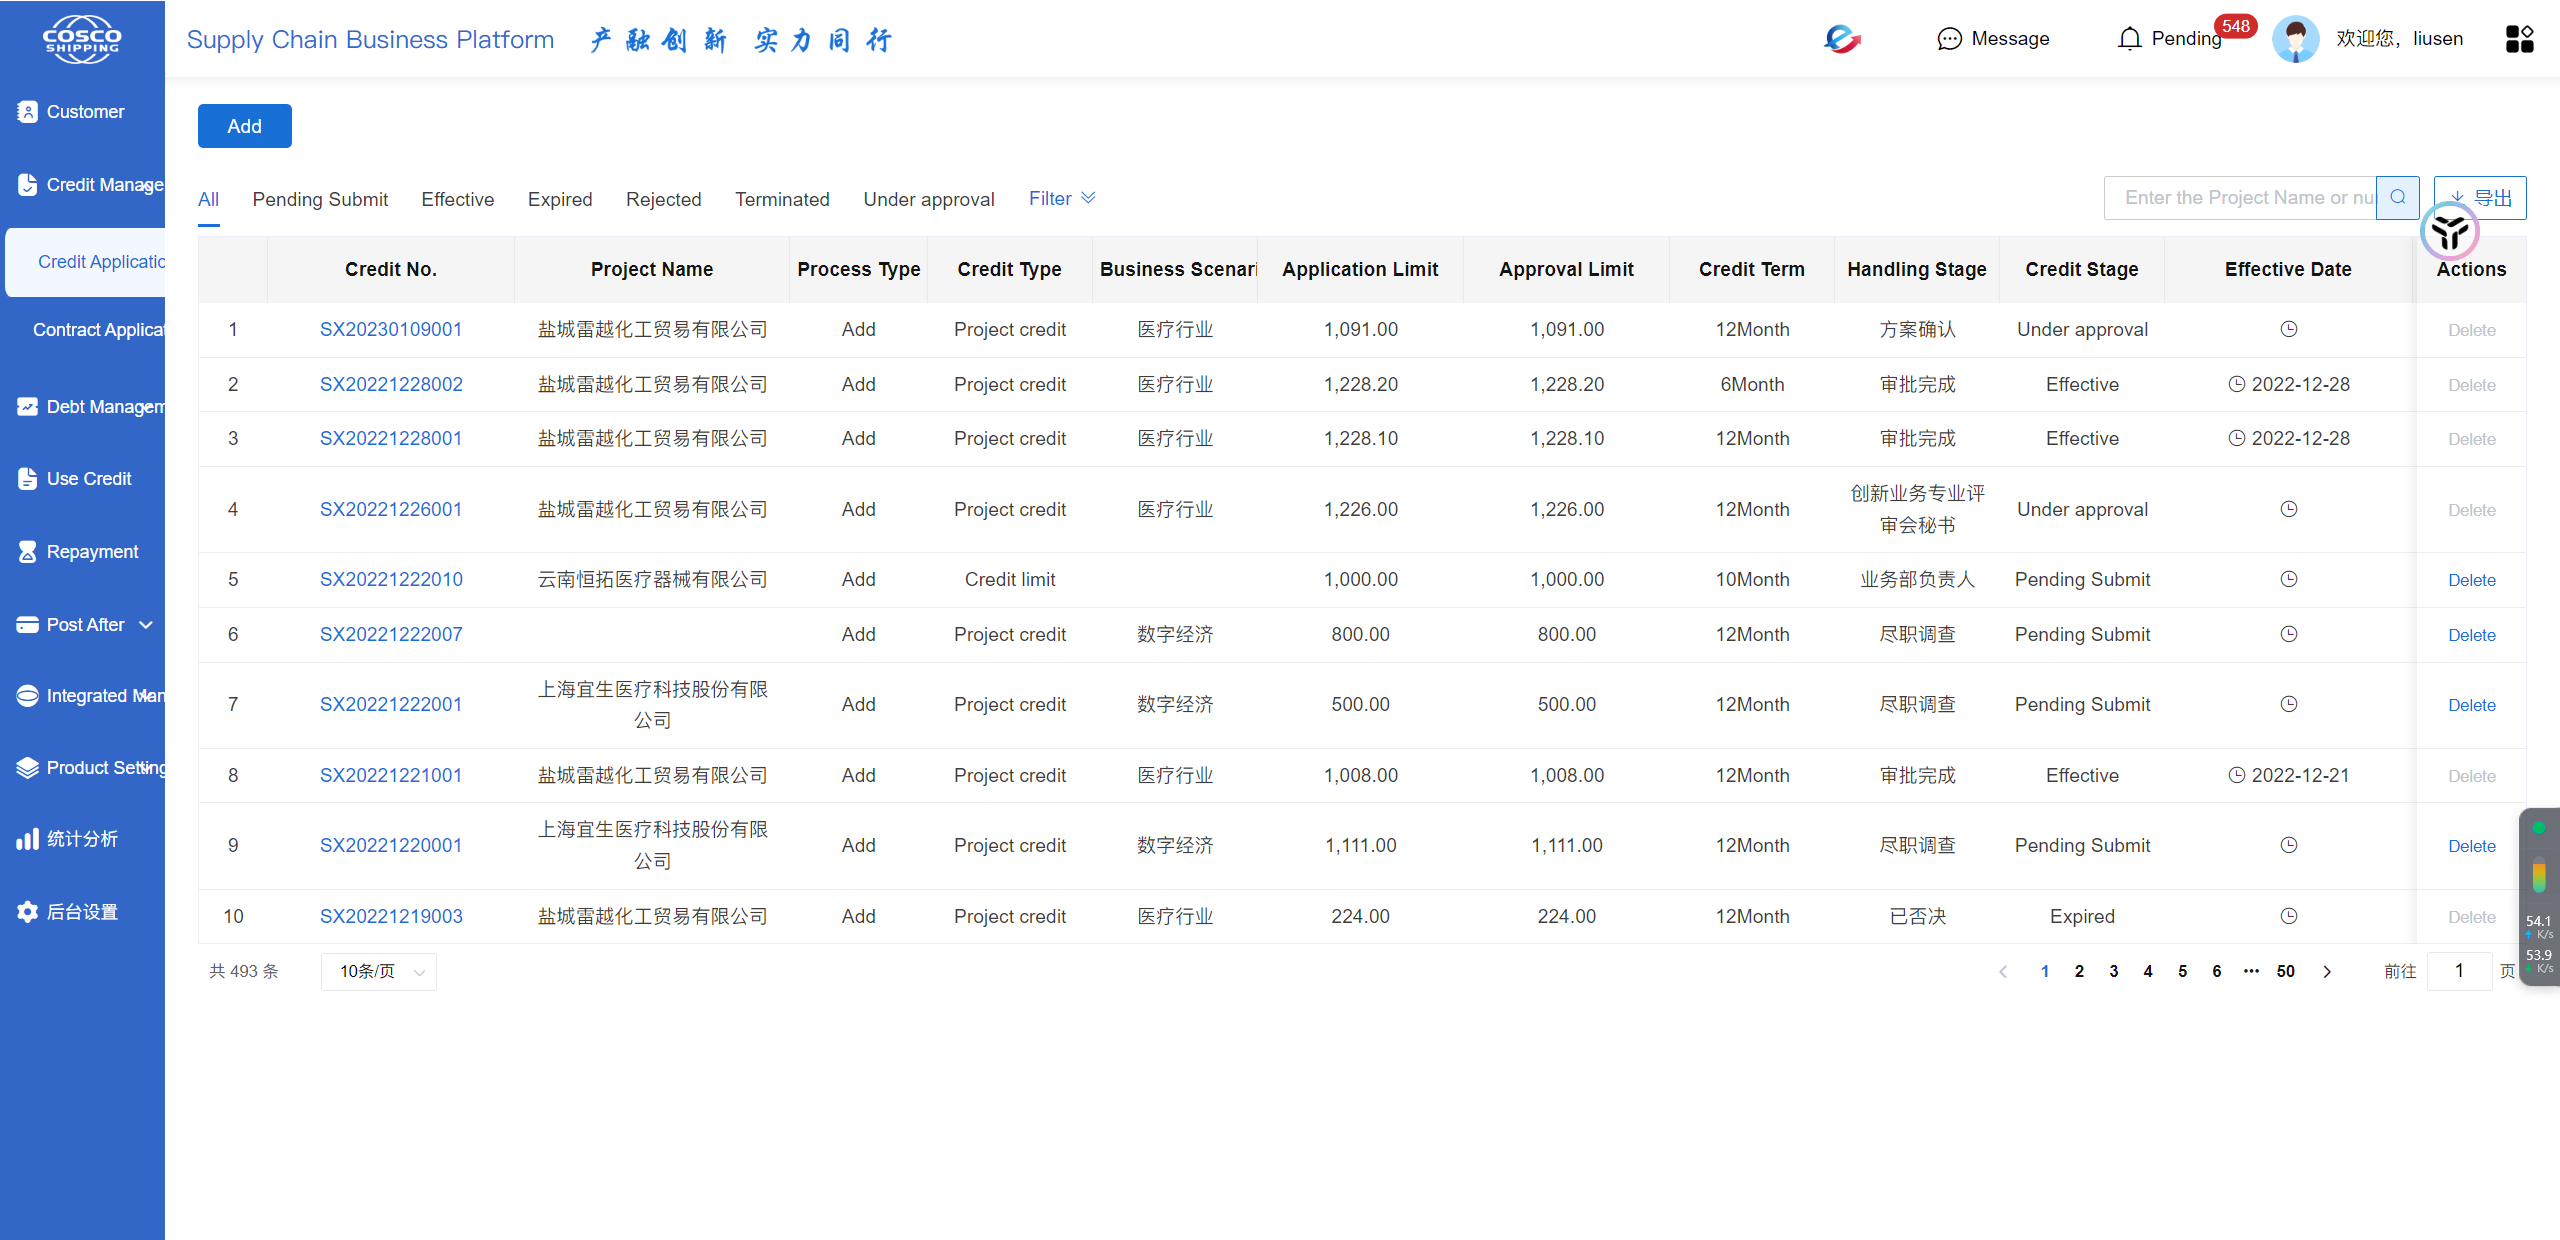 COSCO
SHIPPING
Supply Chain Business Platform
产融创新 实力同行
Message
Pending
548
欢迎您，liusen
Customer
Credit Manage
Credit Applicatio
Contract Applica
Debt Managem
Use Credit
Repayment
Post After
Integrated Man
Product Setting
统计分析
后台设置
Add
All Pending Submit Effective Expired Rejected Terminated Under approval Filter
Enter the Project Name or nu
导出
Credit No. Project Name Process Type Credit Type Business Scenari Application Limit Approval Limit Credit Term Handling Stage Credit Stage Effective Date Actions
1 SX20230109001 盐城雷越化工贸易有限公司 Add Project credit 医疗行业 1,091.00 1,091.00 12Month 方案确认 Under approval Delete
2 SX20221228002 盐城雷越化工贸易有限公司 Add Project credit 医疗行业 1,228.20 1,228.20 6Month 审批完成 Effective 2022-12-28 Delete
3 SX20221228001 盐城雷越化工贸易有限公司 Add Project credit 医疗行业 1,228.10 1,228.10 12Month 审批完成 Effective 2022-12-28 Delete
4 SX20221226001 盐城雷越化工贸易有限公司 Add Project credit 医疗行业 1,226.00 1,226.00 12Month 创新业务专业评
审会秘书 Under approval Delete
5 SX20221222010 云南恒拓医疗器械有限公司 Add Credit limit 1,000.00 1,000.00 10Month 业务部负责人 Pending Submit Delete
6 SX20221222007 Add Project credit 数字经济 800.00 800.00 12Month 尽职调查 Pending Submit Delete
7 SX20221222001 上海宜生医疗科技股份有限
公司 Add Project credit 数字经济 500.00 500.00 12Month 尽职调查 Pending Submit Delete
8 SX20221221001 盐城雷越化工贸易有限公司 Add Project credit 医疗行业 1,008.00 1,008.00 12Month 审批完成 Effective 2022-12-21 Delete
9 SX20221220001 上海宜生医疗科技股份有限
公司 Add Project credit 数字经济 1,111.00 1,111.00 12Month 尽职调查 Pending Submit Delete
10 SX20221219003 盐城雷越化工贸易有限公司 Add Project credit 医疗行业 224.00 224.00 12Month 已否决 Expired Delete
共 493 条 10条/页 1 2 3 4 5 6 ··· 50 前往 1 页
54.1
K/s
53.9
K/s